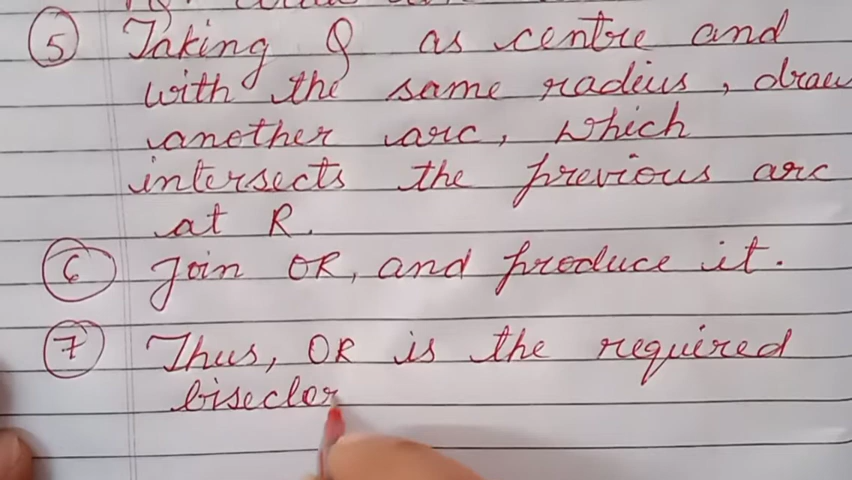 ⑤ Taking Q as centre and
with the same radius, draw
another arc, which
intersects the previous arc
at R.
⑥ Join OR, and produce it.
⑦ Thus, OR is the required
bisector